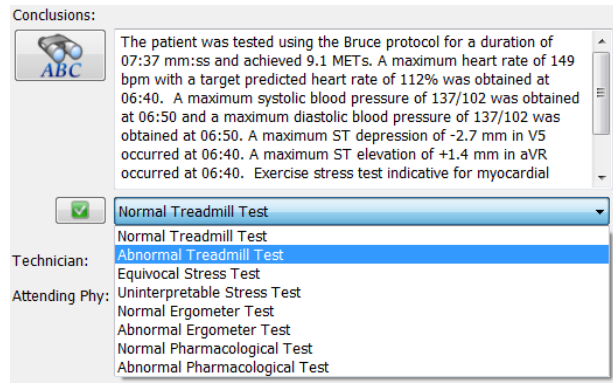 Conclusions:
ABC
The patient was tested using the Bruce protocol for a duration of
07:37 mm:ss and achieved 9.1 METs. A maximum heart rate of 149
bpm with a target predicted heart rate of 112% was obtained at
06:40. A maximum systolic blood pressure of 137/102 was obtained
at 06:50 and a maximum diastolic blood pressure of 137/102 was
obtained at 06:50. A maximum ST depression of -2.7 mm in V5
occurred at 06:40. A maximum ST elevation of +1.4 mm in aVR
occurred at 06:40. Exercise stress test indicative for myocardial
Normal Treadmill Test
Normal Treadmill Test
Abnormal Treadmill Test
Technician:
Equivocal Stress Test
Attending Phy:
Uninterpretable Stress Test
Normal Ergometer Test
Abnormal Ergometer Test
Normal Pharmacological Test
Abnormal Pharmacological Test